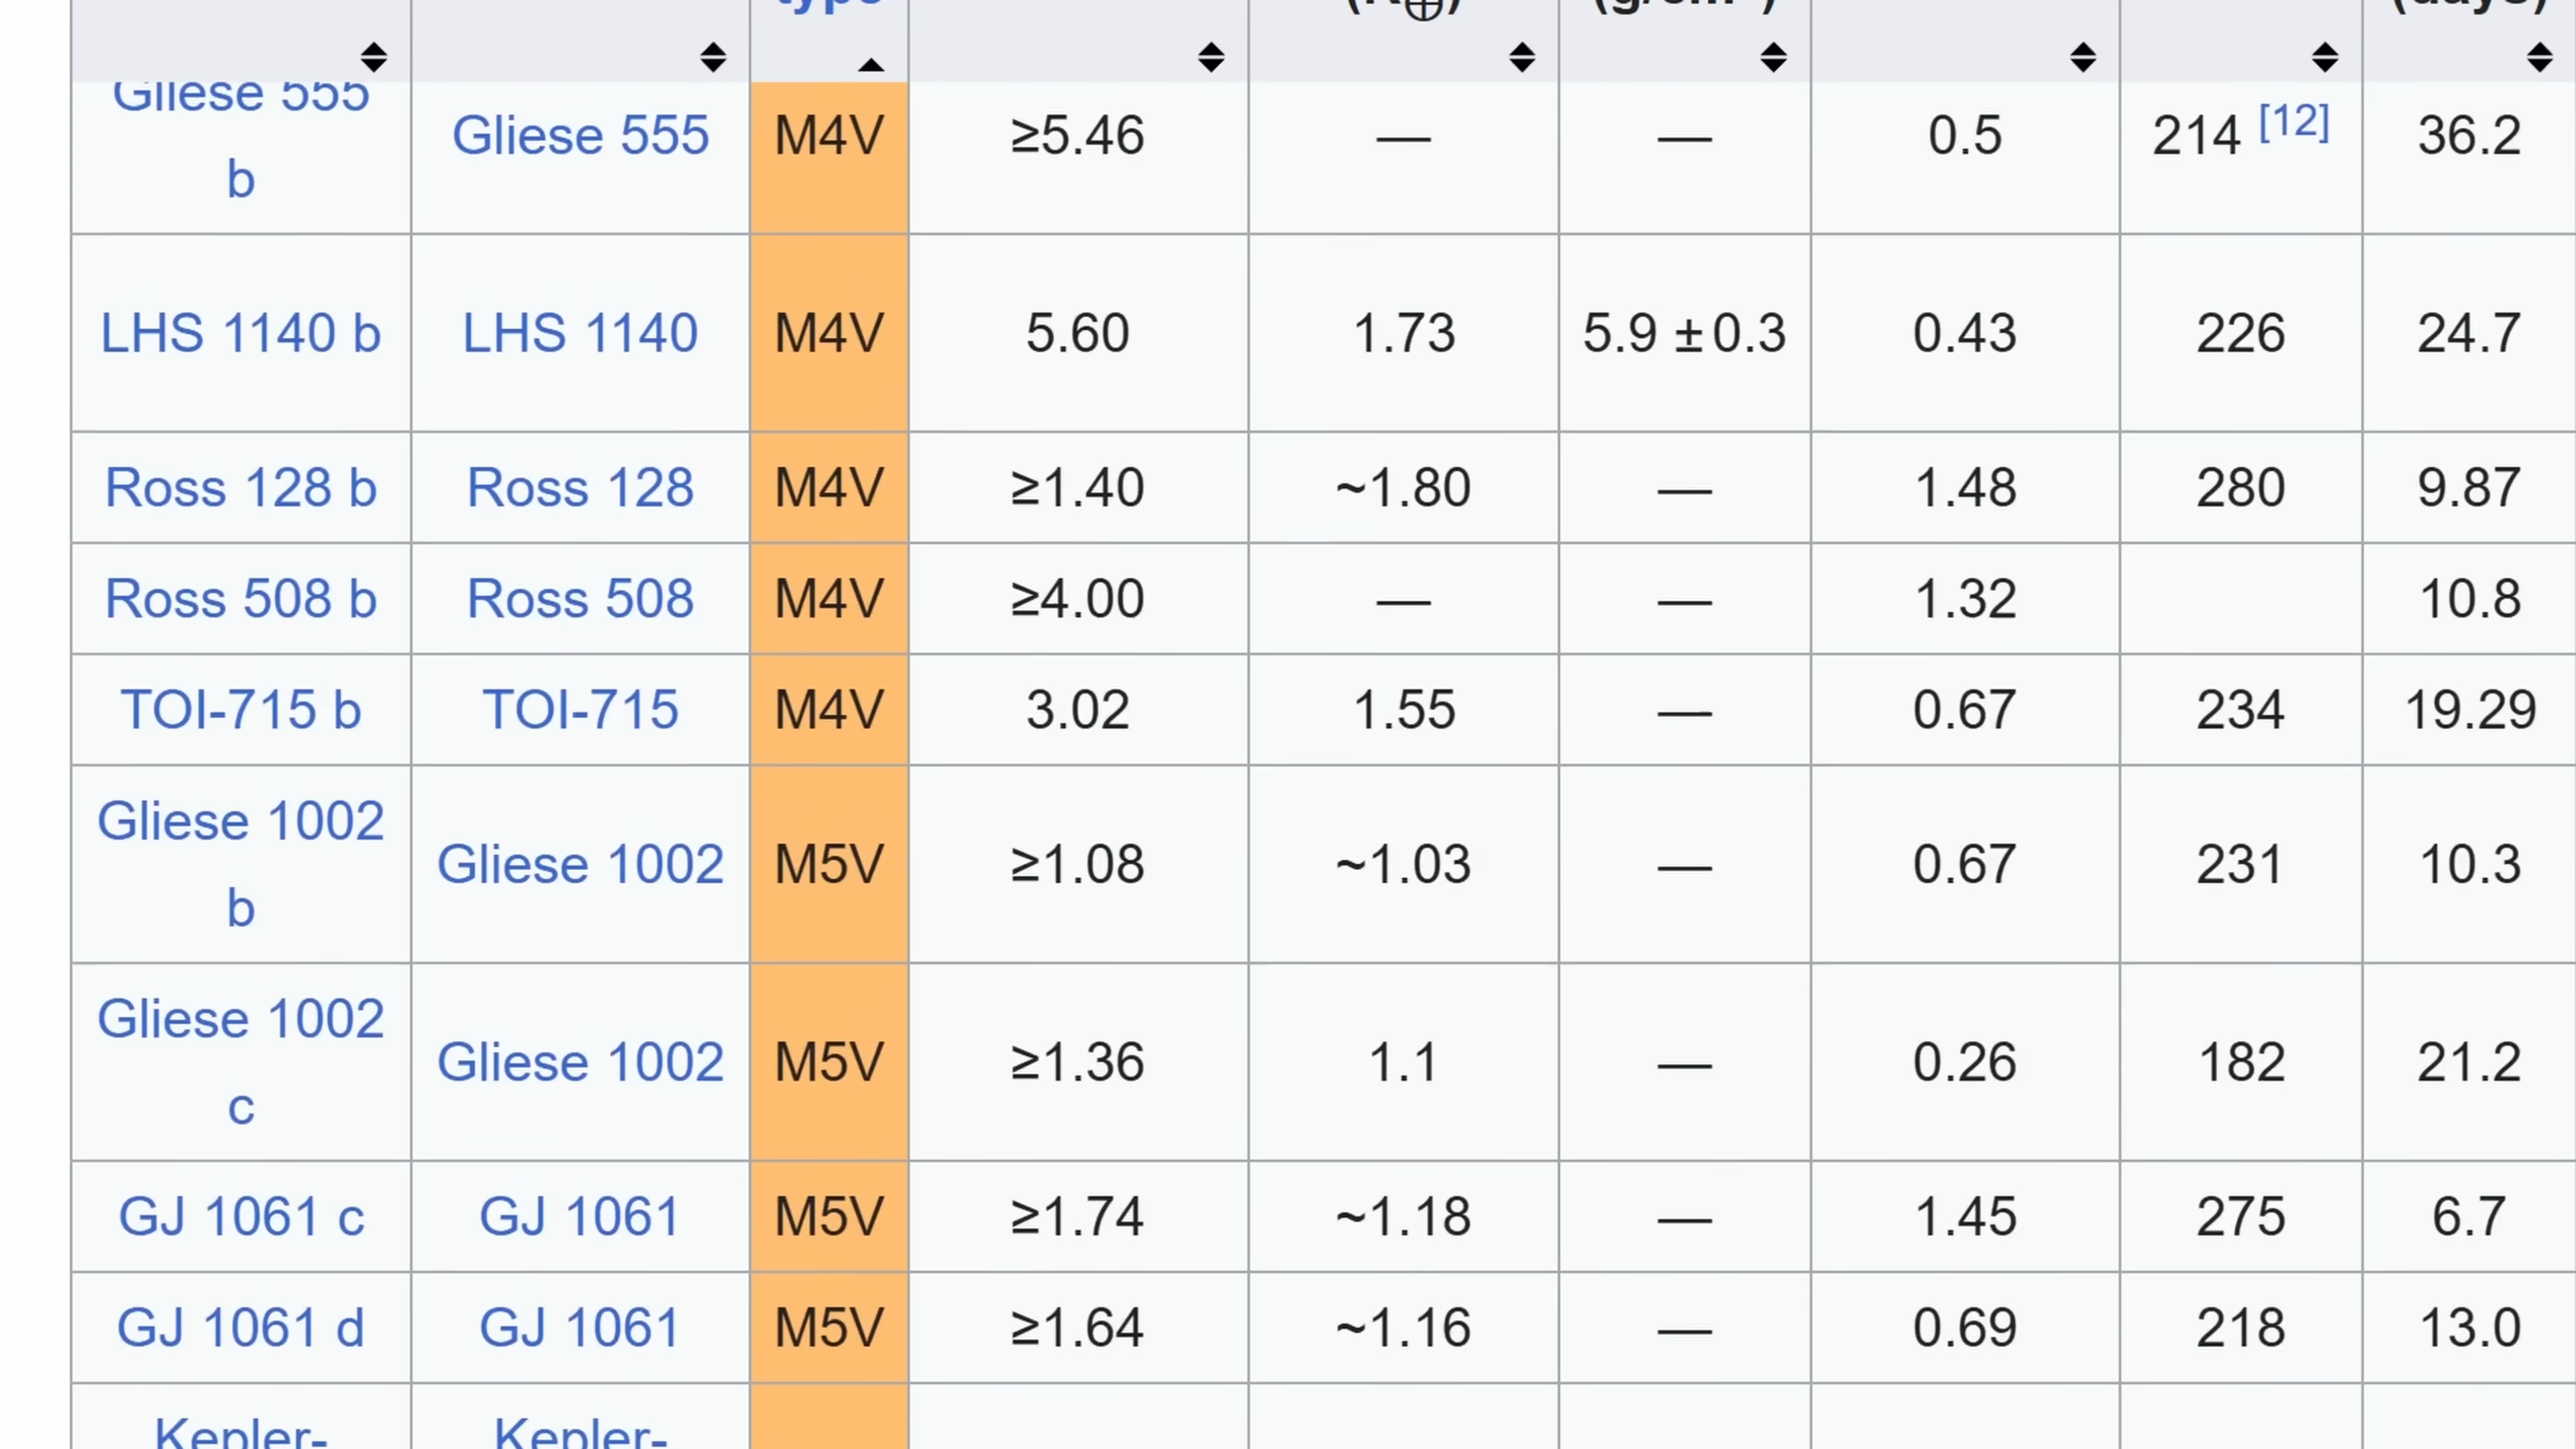 type (R⊕) (g/cm³) (days)
Gliese 555 b Gliese 555 M4V ≥5.46 — — 0.5 214 [12] 36.2
LHS 1140 b LHS 1140 M4V 5.60 1.73 5.9 ±0.3 0.43 226 24.7
Ross 128 b Ross 128 M4V ≥1.40 ~1.80 — 1.48 280 9.87
Ross 508 b Ross 508 M4V ≥4.00 — — 1.32 10.8
TOI-715 b TOI-715 M4V 3.02 1.55 — 0.67 234 19.29
Gliese 1002 b Gliese 1002 M5V ≥1.08 ~1.03 — 0.67 231 10.3
Gliese 1002 c Gliese 1002 M5V ≥1.36 1.1 — 0.26 182 21.2
GJ 1061 c GJ 1061 M5V ≥1.74 ~1.18 — 1.45 275 6.7
GJ 1061 d GJ 1061 M5V ≥1.64 ~1.16 — 0.69 218 13.0
Kepler- Kepler-